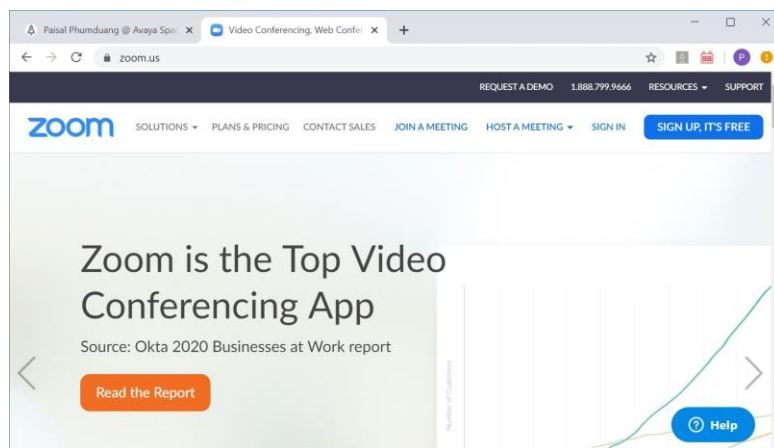 Paisal Phumduang @ Avaya Spac
Video Conferencing, Web Confer
zoom.us
P
REQUEST A DEMO 1.888.799.9666 RESOURCES SUPPORT
zoom SOLUTIONS PLANS & PRICING CONTACT SALES JOIN A MEETING HOST A MEETING SIGN IN SIGN UP, IT'S FREE
Zoom is the Top Video
Conferencing App
Source: Okta 2020 Businesses at Work report
Read the Report
Number of Customers
Help